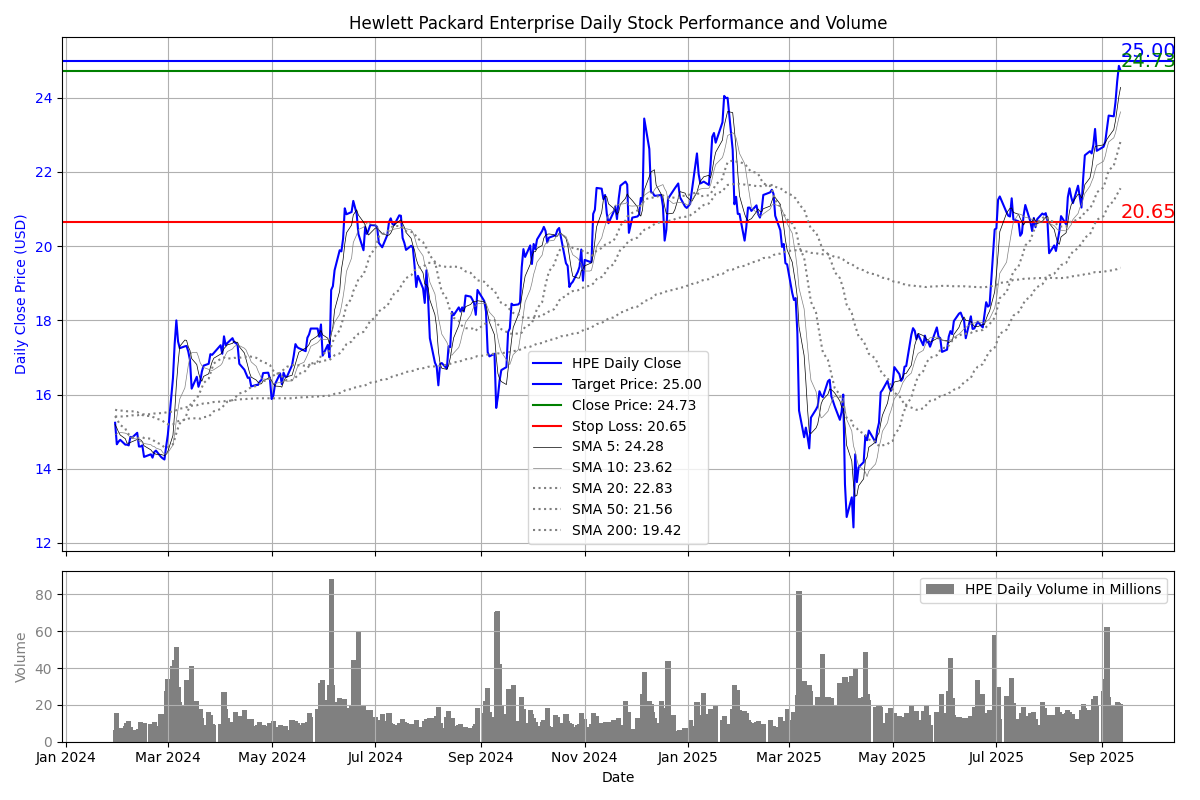 Hewlett Packard Enterprise Daily Stock Performance and Volume
25.00
24.73
24
22
20.65
20
18
16
14
12
Daily Close Price (USD)
HPE Daily Close
Target Price: 25.00
Close Price: 24.73
Stop Loss: 20.65
SMA 5: 24.28
SMA 10: 23.62
SMA 20: 22.83
SMA 50: 21.56
SMA 200: 19.42
HPE Daily Volume in Millions
80
60
40
20
0
Volume
Jan 2024 Mar 2024 May 2024 Jul 2024 Sep 2024 Nov 2024 Jan 2025 Mar 2025 May 2025 Jul 2025 Sep 2025
Date